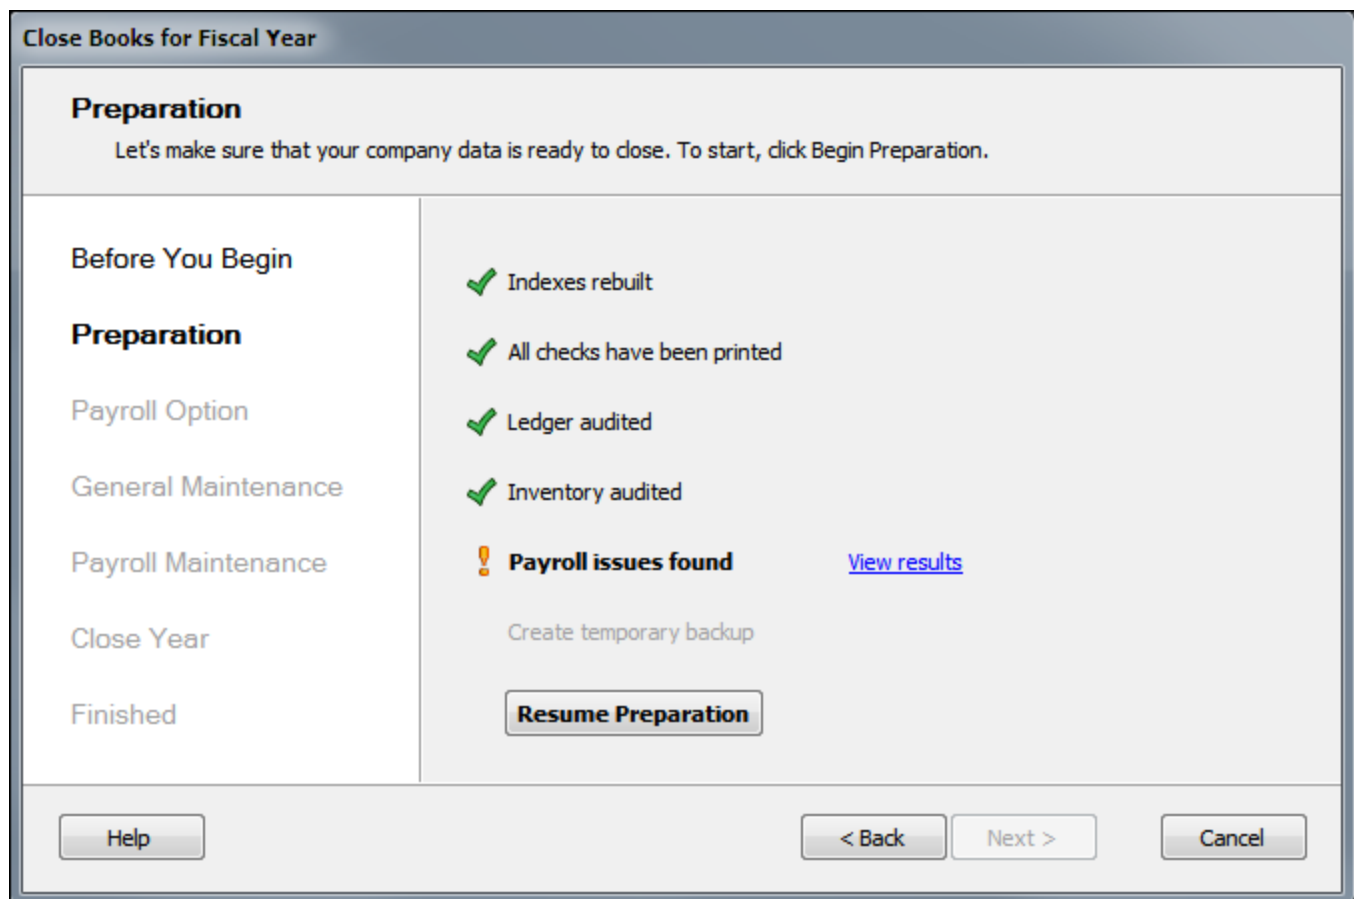 Close Books for Fiscal Year
Preparation
Let's make sure that your company data is ready to close. To start, click Begin Preparation.
Before You Begin
Preparation
Payroll Option
General Maintenance
Payroll Maintenance
Close Year
Finished
Indexes rebuilt
All checks have been printed
Ledger audited
Inventory audited
Payroll issues found View results
Create temporary backup
Resume Preparation
Help < Back Next > Cancel